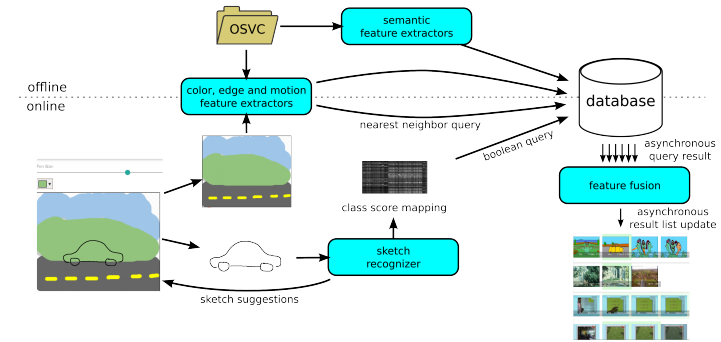 OSVC
semantic
feature extractors
offline
online
color, edge and motion
feature extractors
database
nearest neighbor query
boolean query
asynchronous
query result
class score mapping
feature fusion
asynchronous
result list update
sketch
recognizer
sketch suggestions